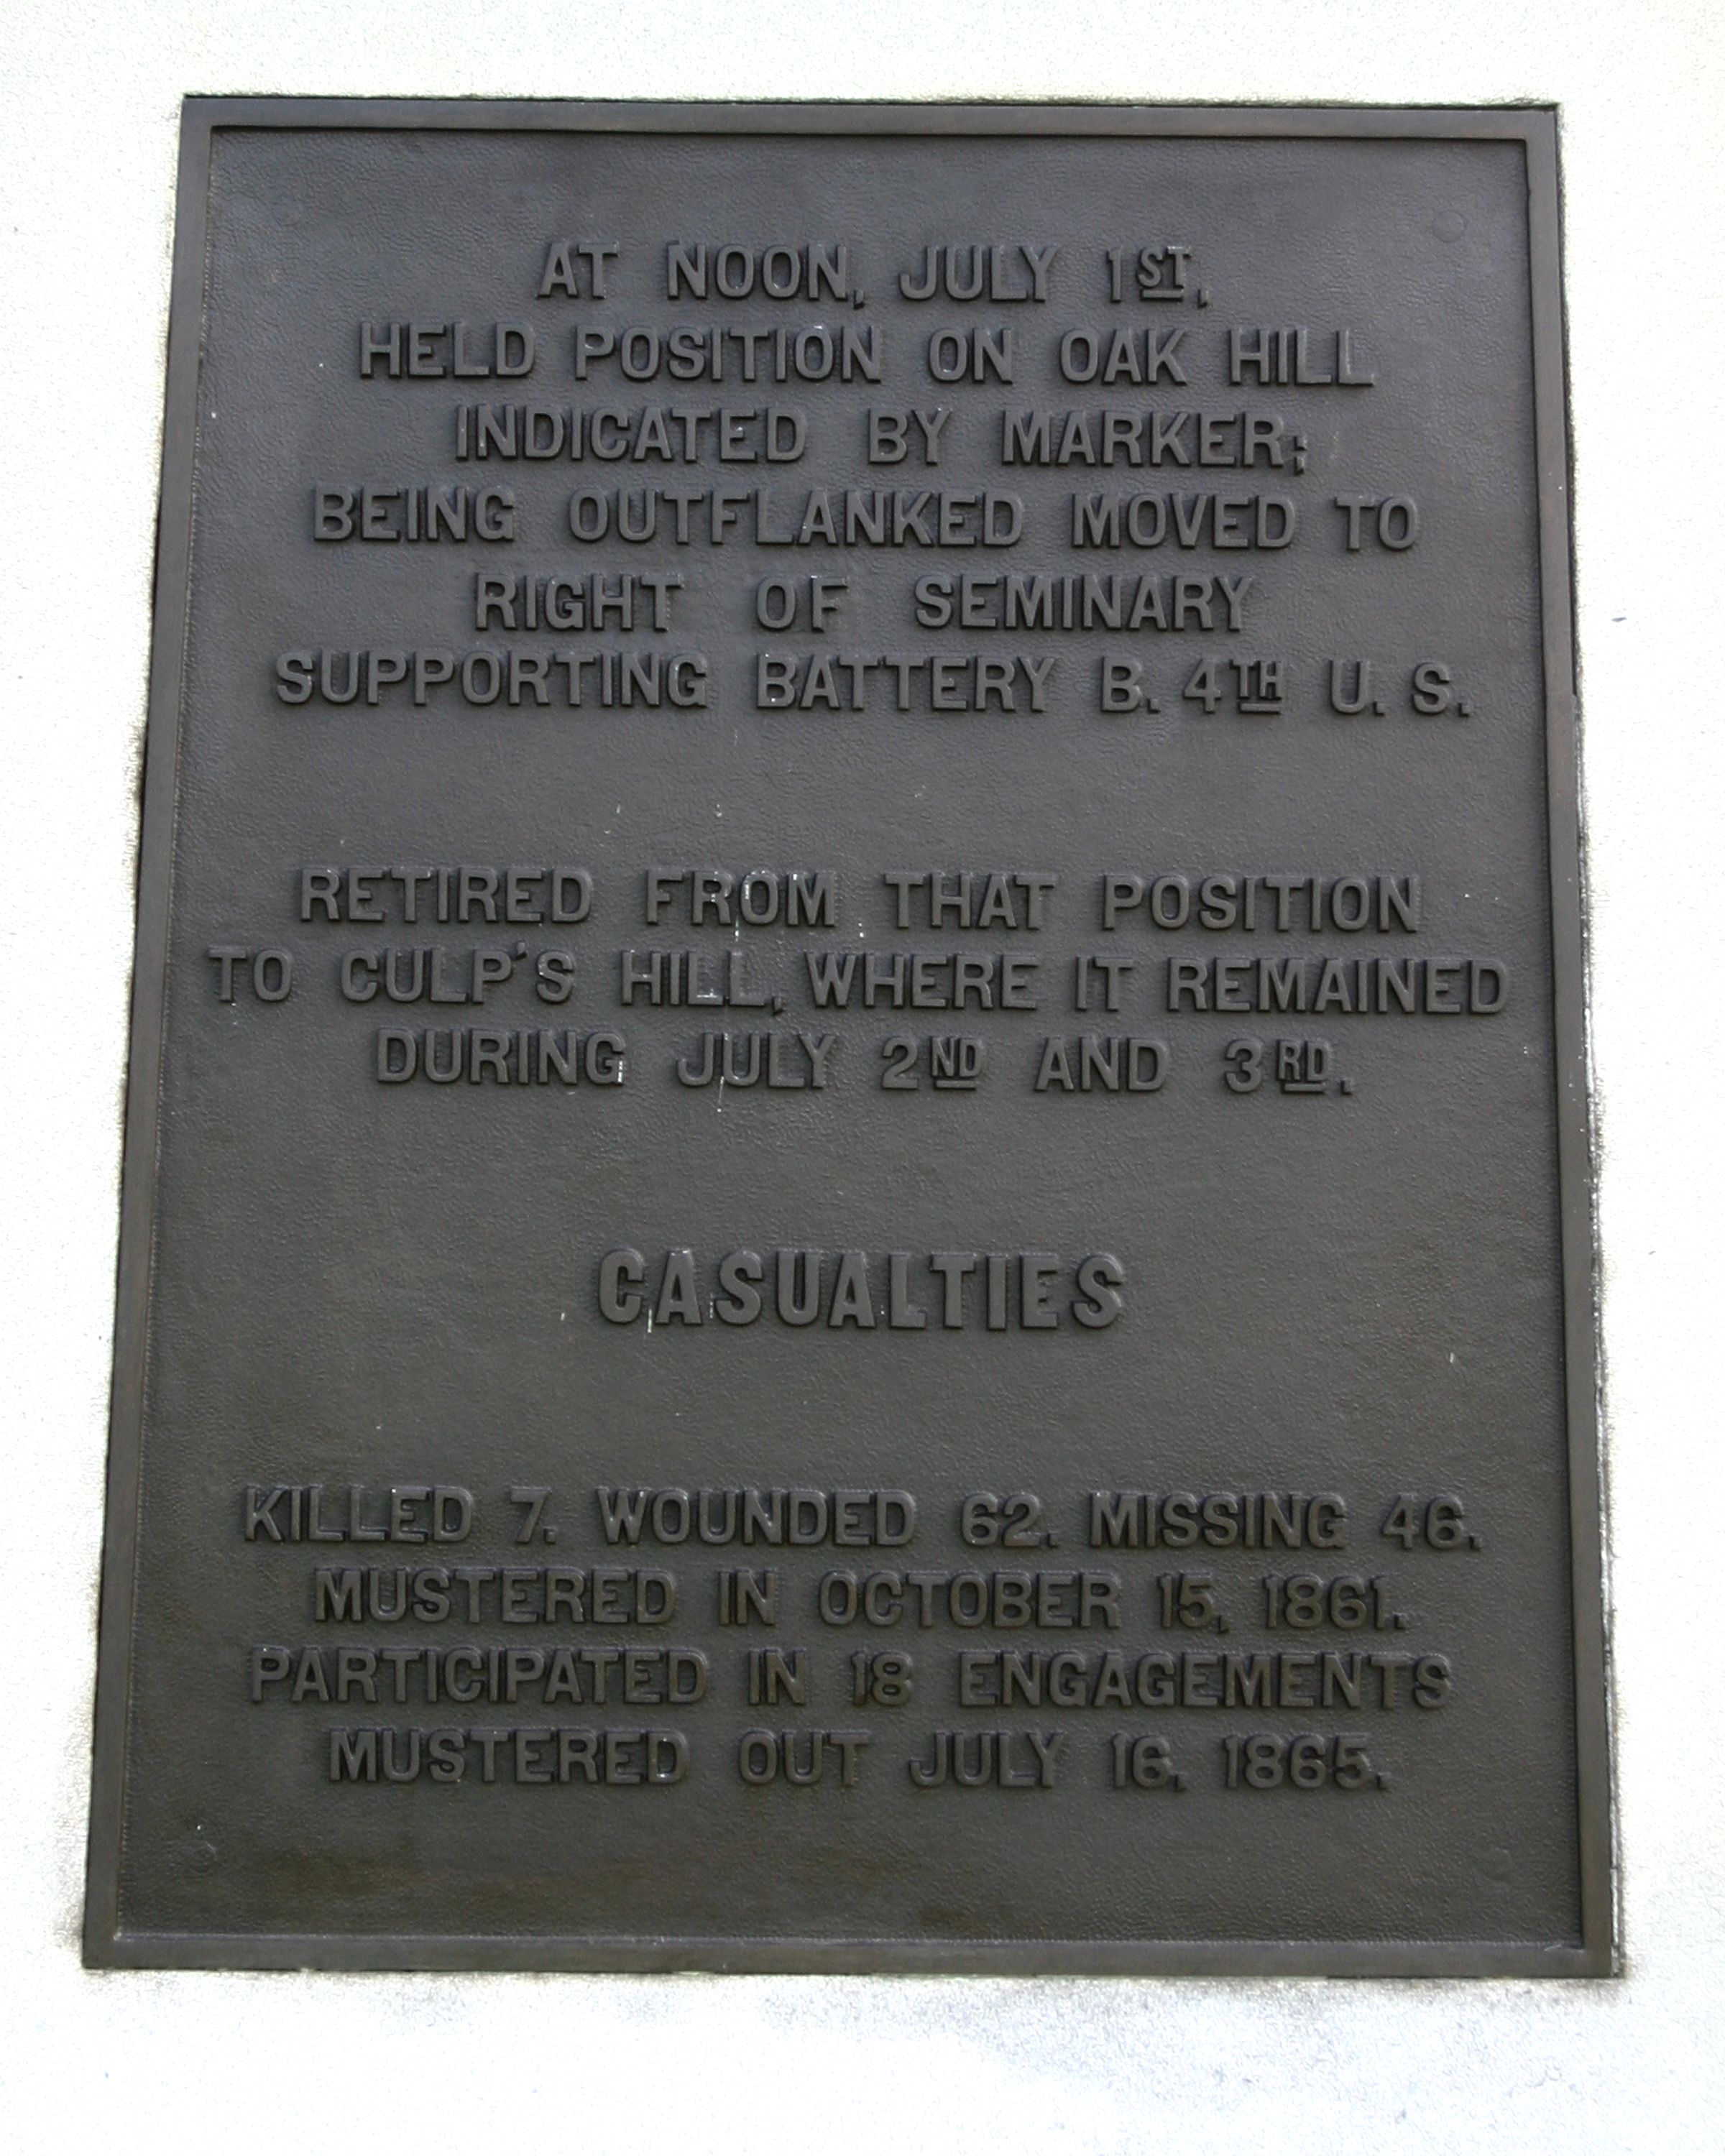 AT NOON, JULY 1ST,
HELD POSITION ON OAK HILL
INDICATED BY MARKER;
BEING OUTFLANKED MOVED TO
RIGHT OF SEMINARY
SUPPORTING BATTERY B. 4TH U. S.
RETIRED FROM THAT POSITION
TO CULP'S HILL, WHERE IT REMAINED
DURING JULY 2ND AND 3RD.
CASUALTIES
KILLED 7. WOUNDED 62. MISSING 46.
MUSTERED IN OCTOBER 15, 1861.
PARTICIPATED IN 18 ENGAGEMENTS
MUSTERED OUT JULY 16, 1865.